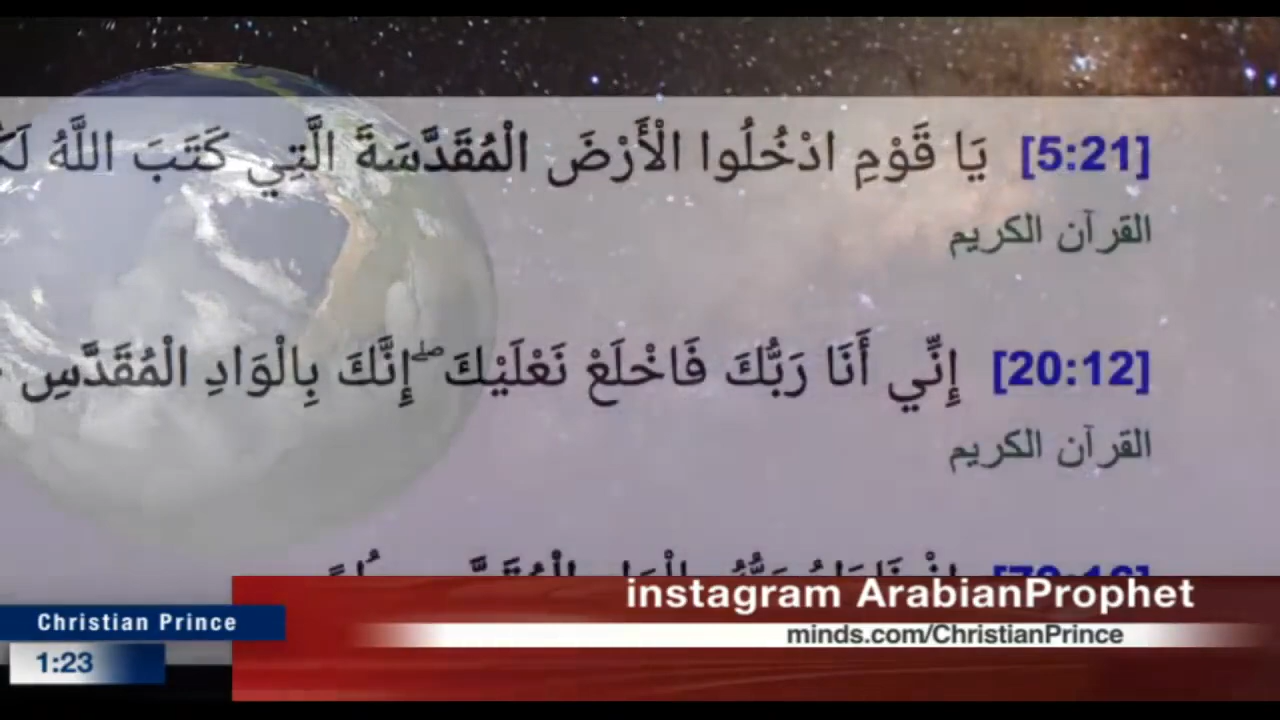 [5:21] يَا قَوْمِ ادْخُلُوا الْأَرْضَ الْمُقَدَّسَةَ الَّتِي كَتَبَ اللَّهُ
القرآن الكريم
[20:12] إِنِّي أَنَا رَبُّكَ فَاخْلَعْ نَعْلَيْكَ ۖ إِنَّكَ بِالْوَادِ الْمُقَدَّسِ
القرآن الكريم
instagram ArabianProphet
Christian Prince
minds.com/ChristianPrince
1:23